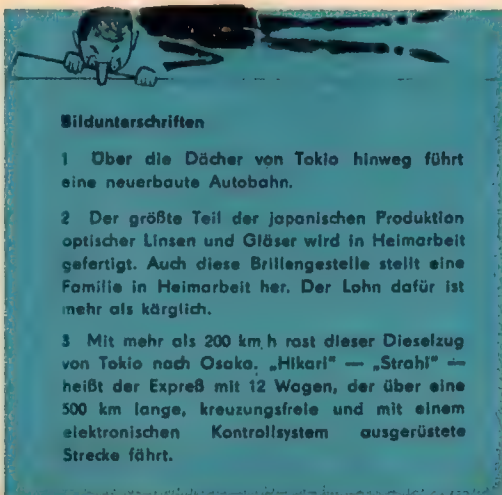 Bildunterschriften
1 Über die Dächer von Tokio hinweg führt
eine neuerbaute Autobahn.
2 Der größte Teil der japanischen Produktion
optischer Linsen und Gläser wird in Heimarbeit
gefertigt. Auch diese Brillengestelle stellt eine
Familie in Heimarbeit her. Der Lohn dafür ist
mehr als kärglich.
3 Mit mehr als 200 km/h rast dieser Dieselzug
von Tokio nach Osaka. „Hikari" — „Strahl" —
heißt der Expreß mit 12 Wagen, der über eine
500 km lange, kreuzungsfreie und mit einem
elektronischen Kontrollsystem ausgerüstete
Strecke fährt.